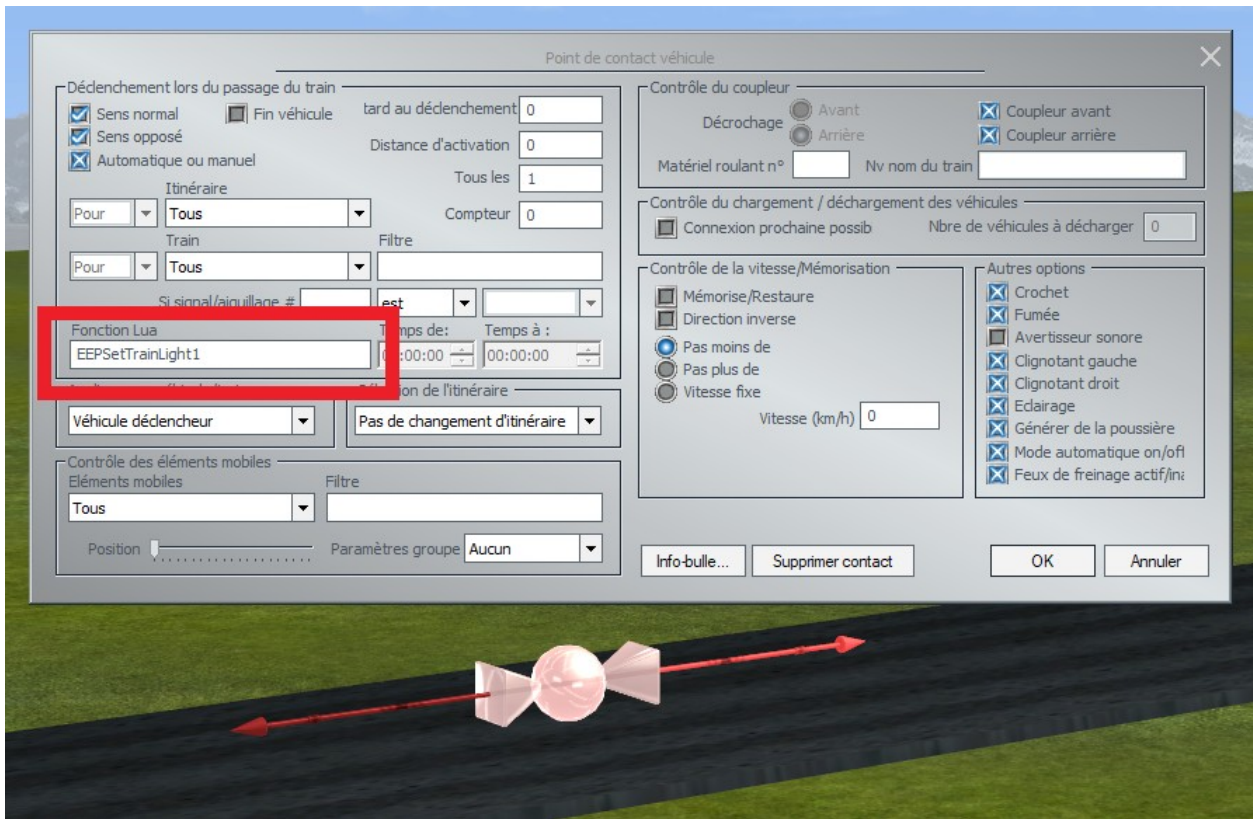 Point de contact véhicule
Déclenchement lors du passage du train
Sens normal
Fin véhicule
tard au déclenchement 0
Sens opposé
Distance d'activation 0
Automatique ou manuel
Tous les 1
Itinéraire
Pour Tous
Compteur 0
Train
Filtre
Pour Tous
Si signal/aiguillage # est
Fonction Lua
Temps de: Temps à :
EEPSetTrainLight1
:00:00 00:00:00
de l'itinéraire
Véhicule déclencheur
Pas de changement d'itinéraire
Contrôle des éléments mobiles
Eléments mobiles
Filtre
Tous
Position
Paramètres groupe Aucun
Contrôle du coupleur
Décrochage
Avant
Arrière
Coupleur avant
Coupleur arrière
Matériel roulant n°
Nv nom du train
Contrôle du chargement / déchargement des véhicules
Connexion prochaine possib
Nbre de véhicules à décharger 0
Contrôle de la vitesse/Mémorisation
Mémorise/Restaure
Direction inverse
Pas moins de
Pas plus de
Vitesse fixe
Vitesse (km/h) 0
Autres options
Crochet
Fumée
Avertisseur sonore
Clignotant gauche
Clignotant droit
Eclairage
Générer de la poussière
Mode automatique on/off
Feux de freinage actif/ina
Info-bulle...
Supprimer contact
OK
Annuler